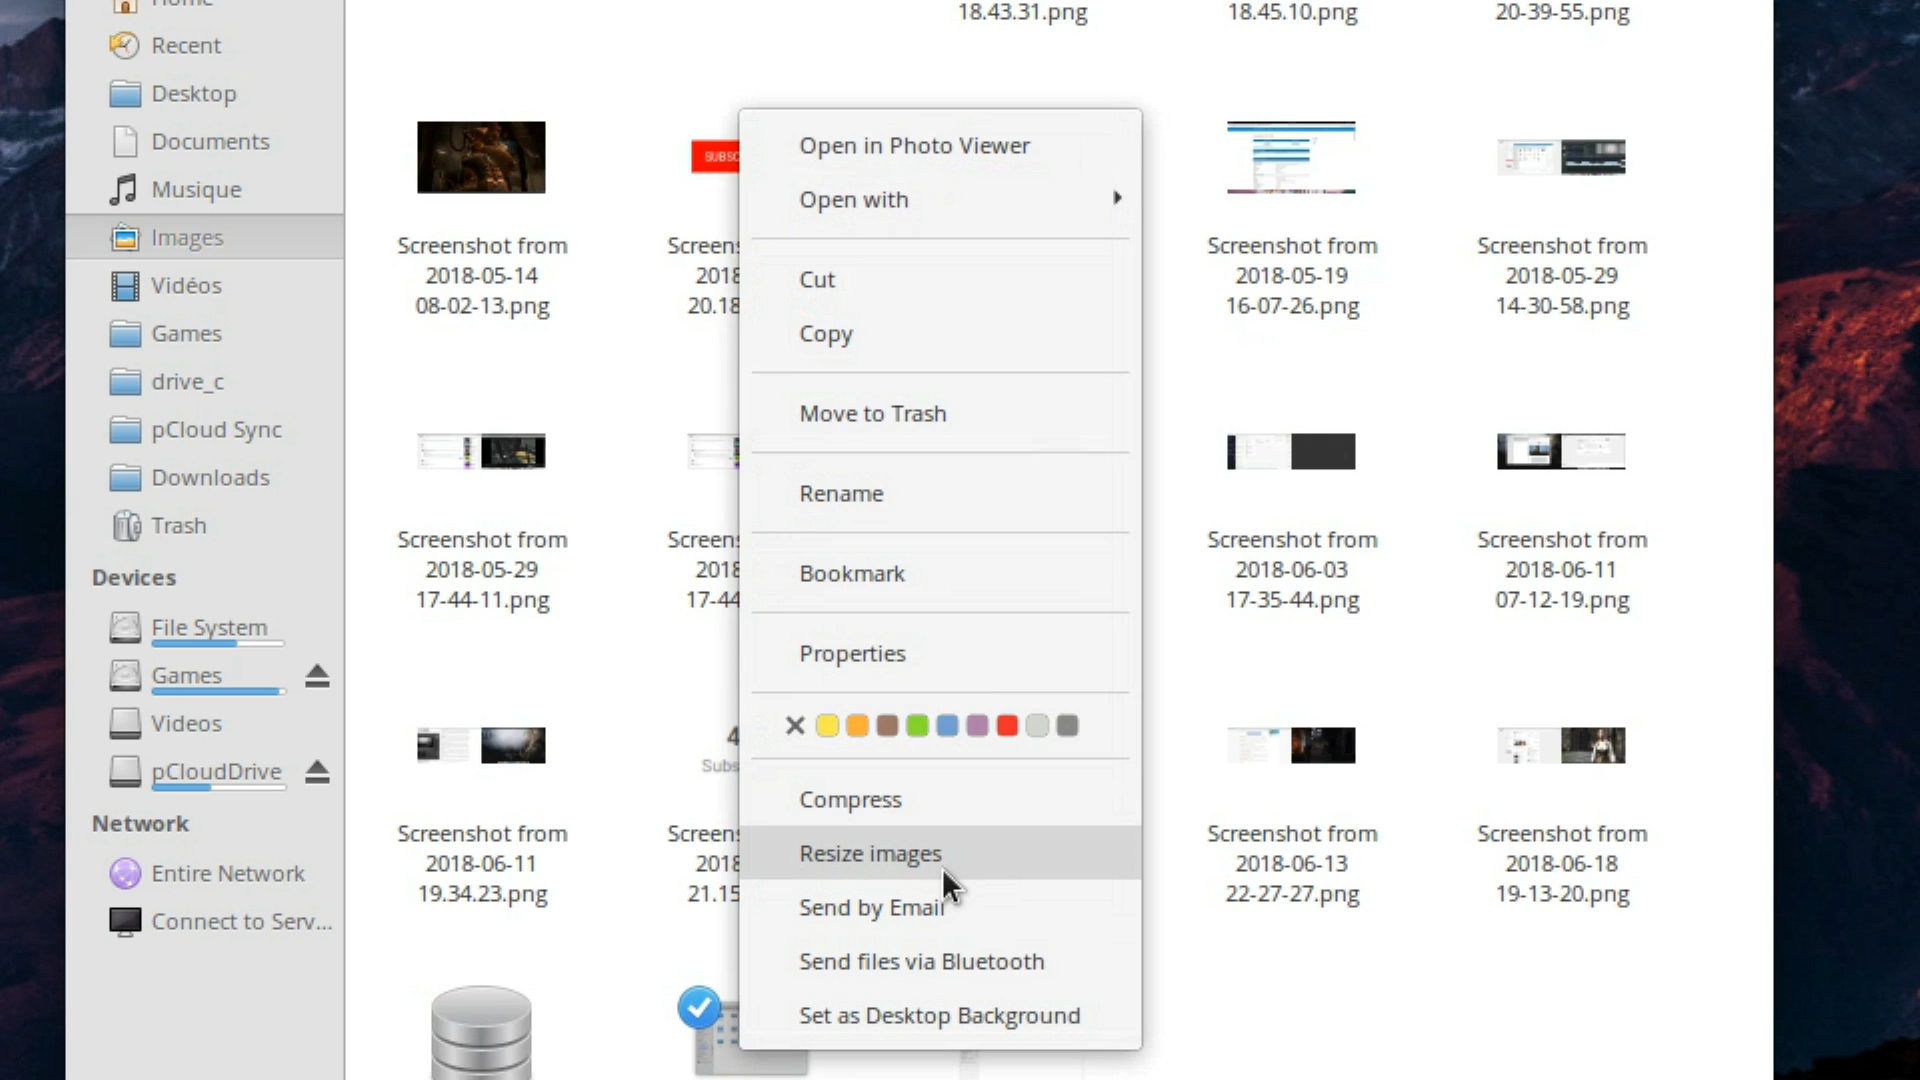 Home
Recent
Desktop
Documents
Musique
Images
Vidéos
Games
drive_c
pCloud Sync
Downloads
Trash
Devices
File System
Games
Videos
pCloudDrive
Network
Entire Network
Connect to Serv...
18.43.31.png
18.45.10.png
20-39-55.png
Screenshot from
2018-05-14
08-02-13.png
SUBSC
Screens
2018
20.18
Screenshot from
2018-05-19
16-07-26.png
Screenshot from
2018-05-29
14-30-58.png
Screenshot from
2018-05-29
17-44-11.png
Screens
2018
17-44
Screenshot from
2018-06-03
17-35-44.png
Screenshot from
2018-06-11
07-12-19.png
Screenshot from
2018-06-11
19.34.23.png
4
Subs
Screens
2018
21.15
Screenshot from
2018-06-13
22-27-27.png
Screenshot from
2018-06-18
19-13-20.png
Open in Photo Viewer
Open with
Cut
Copy
Move to Trash
Rename
Bookmark
Properties
Compress
Resize images
Send by Email
Send files via Bluetooth
Set as Desktop Background